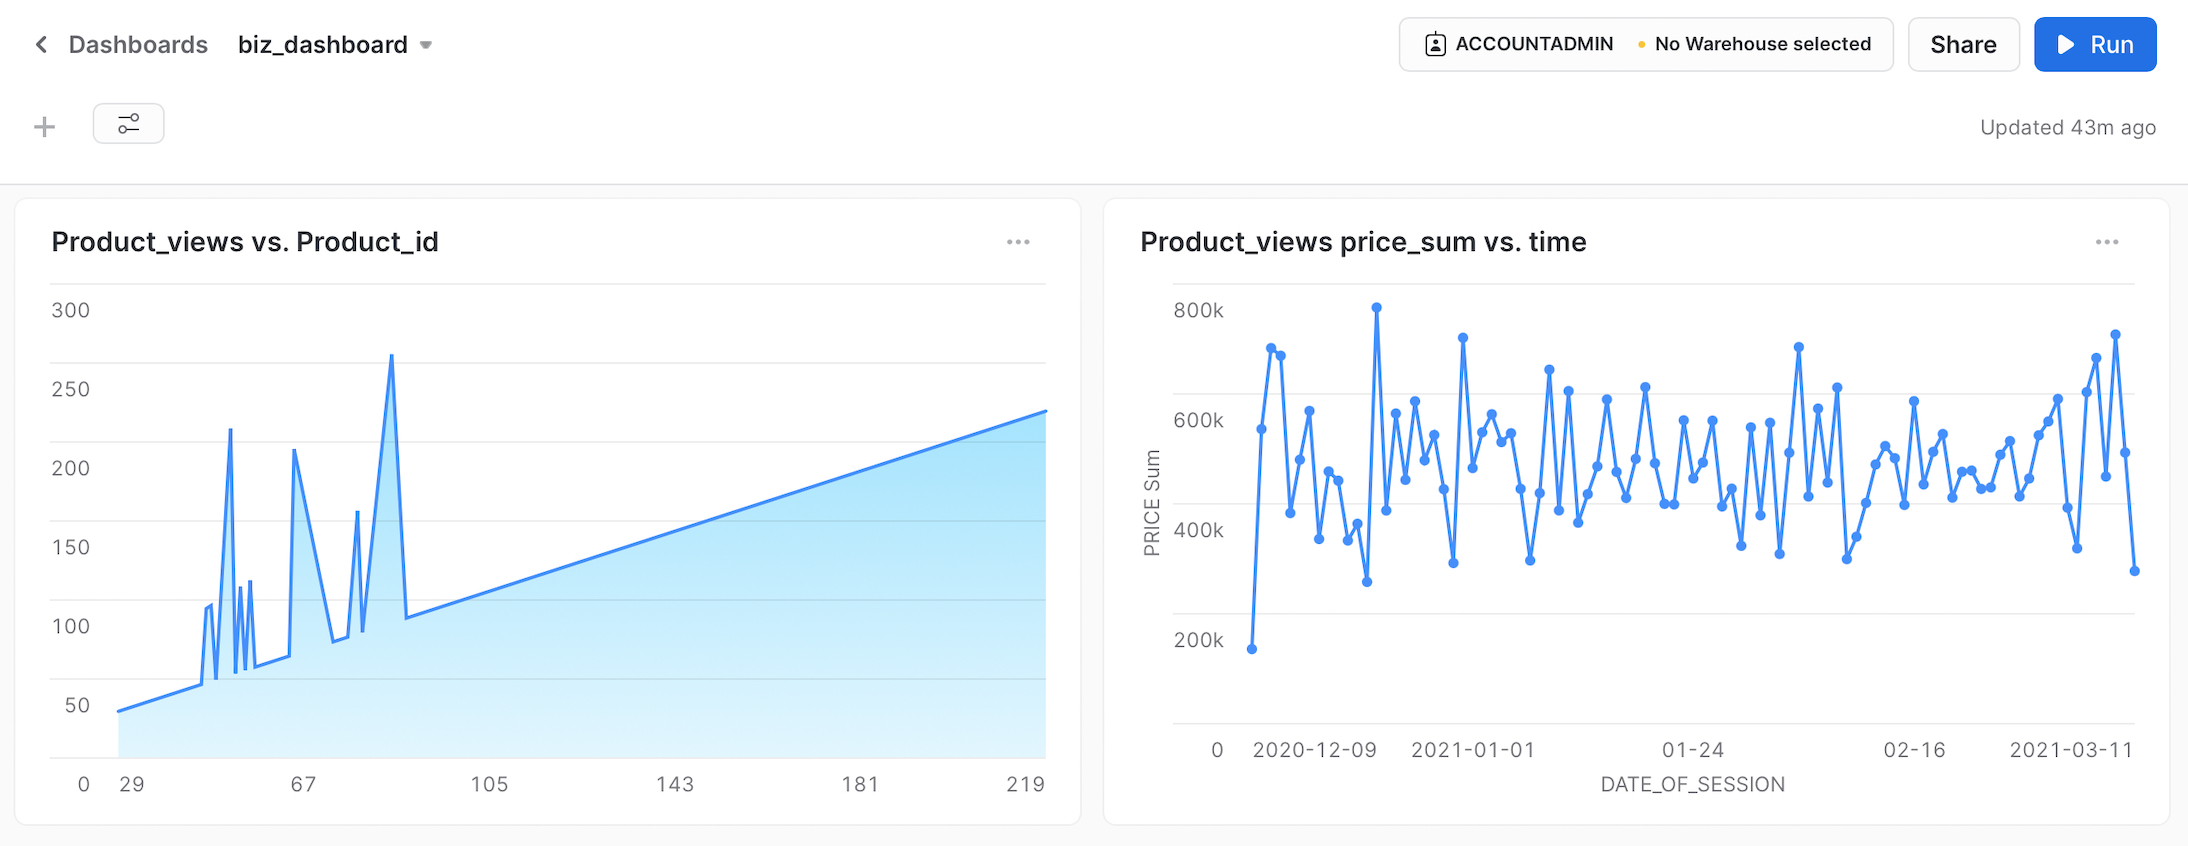 Dashboards biz_dashboard
ACCOUNTADMIN No Warehouse selected Share Run
Updated 43m ago
Product_views vs. Product_id
300
250
200
150
100
50
0 29 67 105 143 181 219
Product_views price_sum vs. time
800k
600k
400k
200k
PRICE Sum
0 2020-12-09 2021-01-01 01-24 02-16 2021-03-11
DATE_OF_SESSION